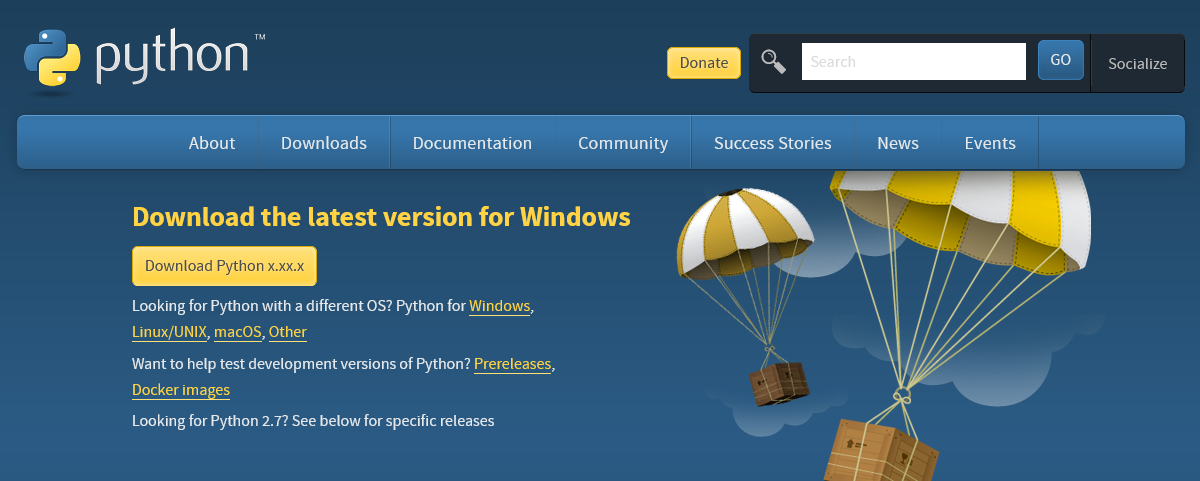 python™
Donate
Search
GO
Socialize
About Downloads Documentation Community Success Stories News Events
Download the latest version for Windows
Download Python x.xx.x
Looking for Python with a different OS? Python for Windows,
Linux/UNIX, macOS, Other
Want to help test development versions of Python? Prereleases,
Docker images
Looking for Python 2.7? See below for specific releases